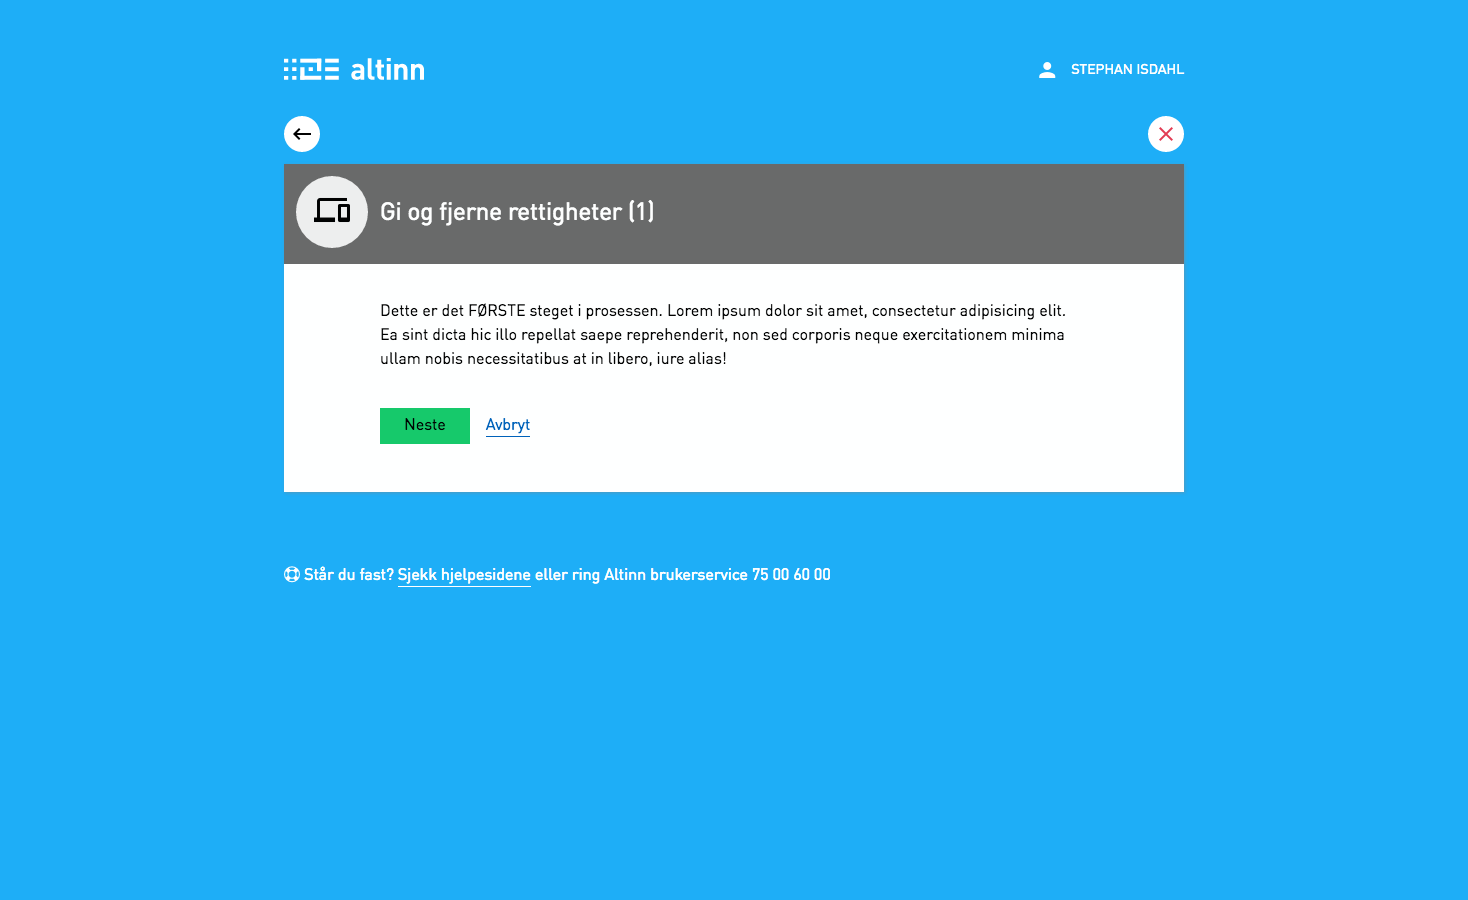 altinn
STEPHAN ISDAHL
Gi og fjerne rettigheter (1)
Dette er det FØRSTE steget i prosessen. Lorem ipsum dolor sit amet, consectetur adipisicing elit.
Ea sint dicta hic illo repellat saepe reprehenderit, non sed corporis neque exercitationem minima
ullam nobis necessitatibus at in libero, iure alias!
Neste Avbryt
Står du fast? Sjekk hjelpesidene eller ring Altinn brukerservice 75 00 60 00